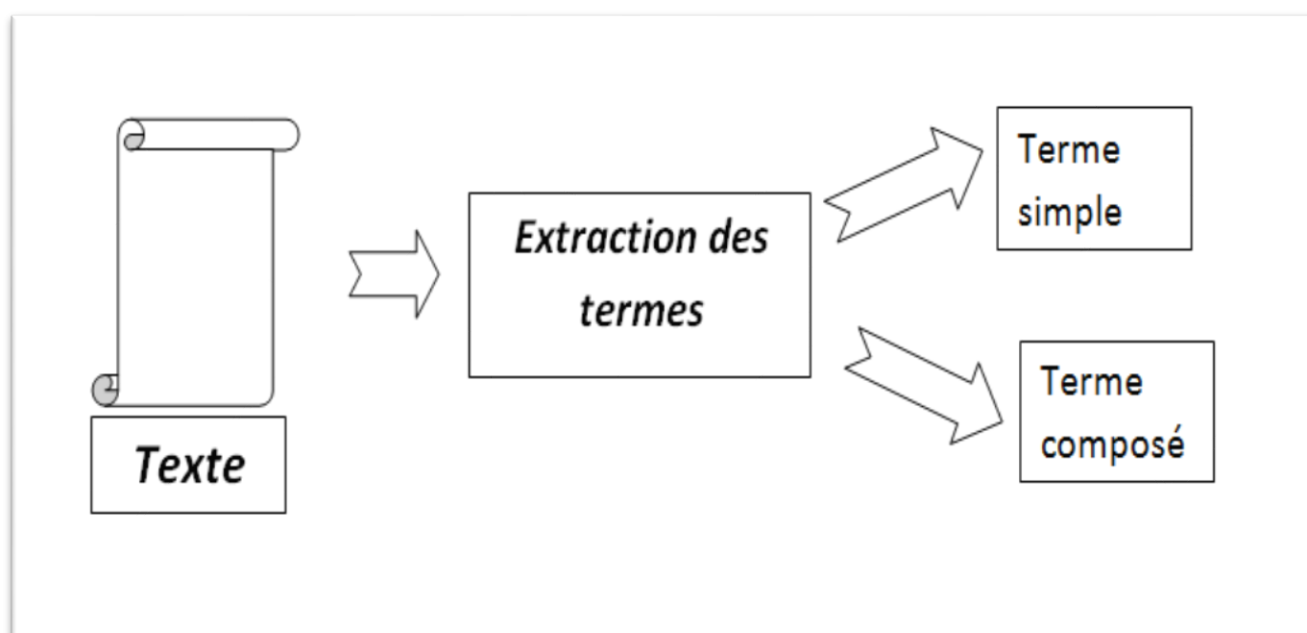 Texte
Extraction des
termes
Terme
simple
Terme
composé